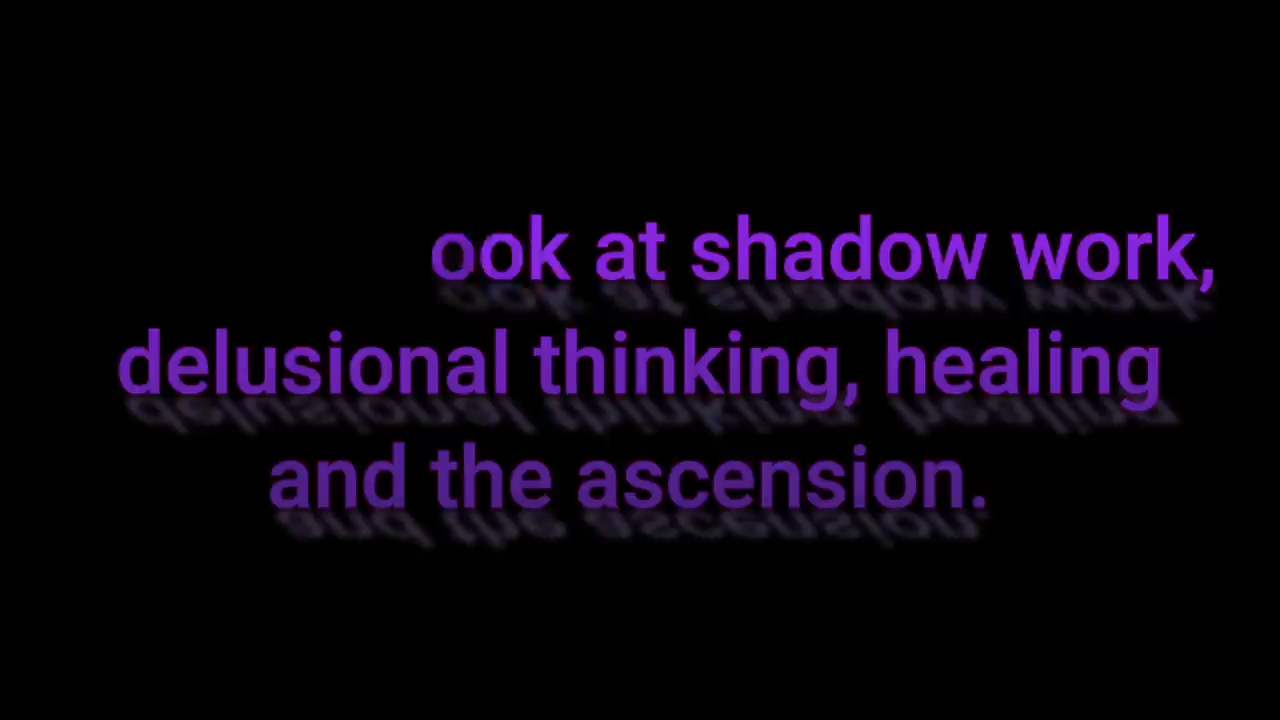 ook at shadow work,
delusional thinking, healing
and the ascension.